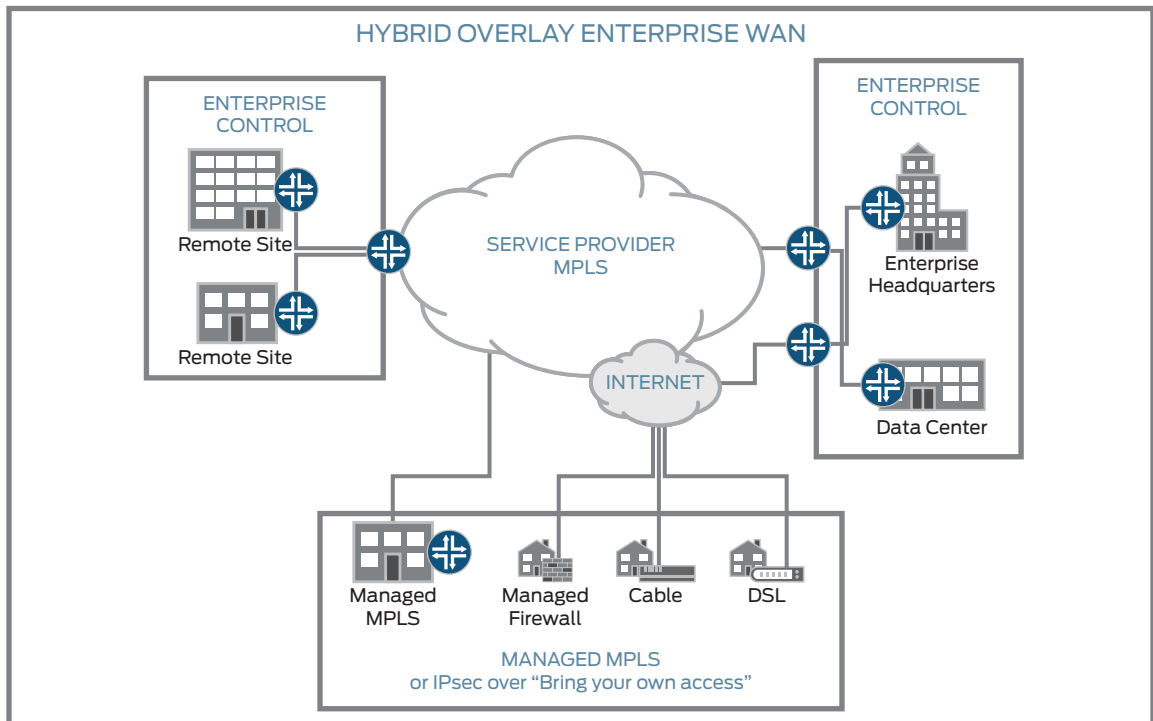 HYBRID OVERLAY ENTERPRISE WAN
ENTERPRISE
CONTROL
Remote Site
Remote Site
SERVICE PROVIDER
MPLS
INTERNET
ENTERPRISE
CONTROL
Enterprise
Headquarters
Data Center
Managed
MPLS
Managed
Firewall
Cable
DSL
MANAGED MPLS
or IPsec over “Bring your own access”